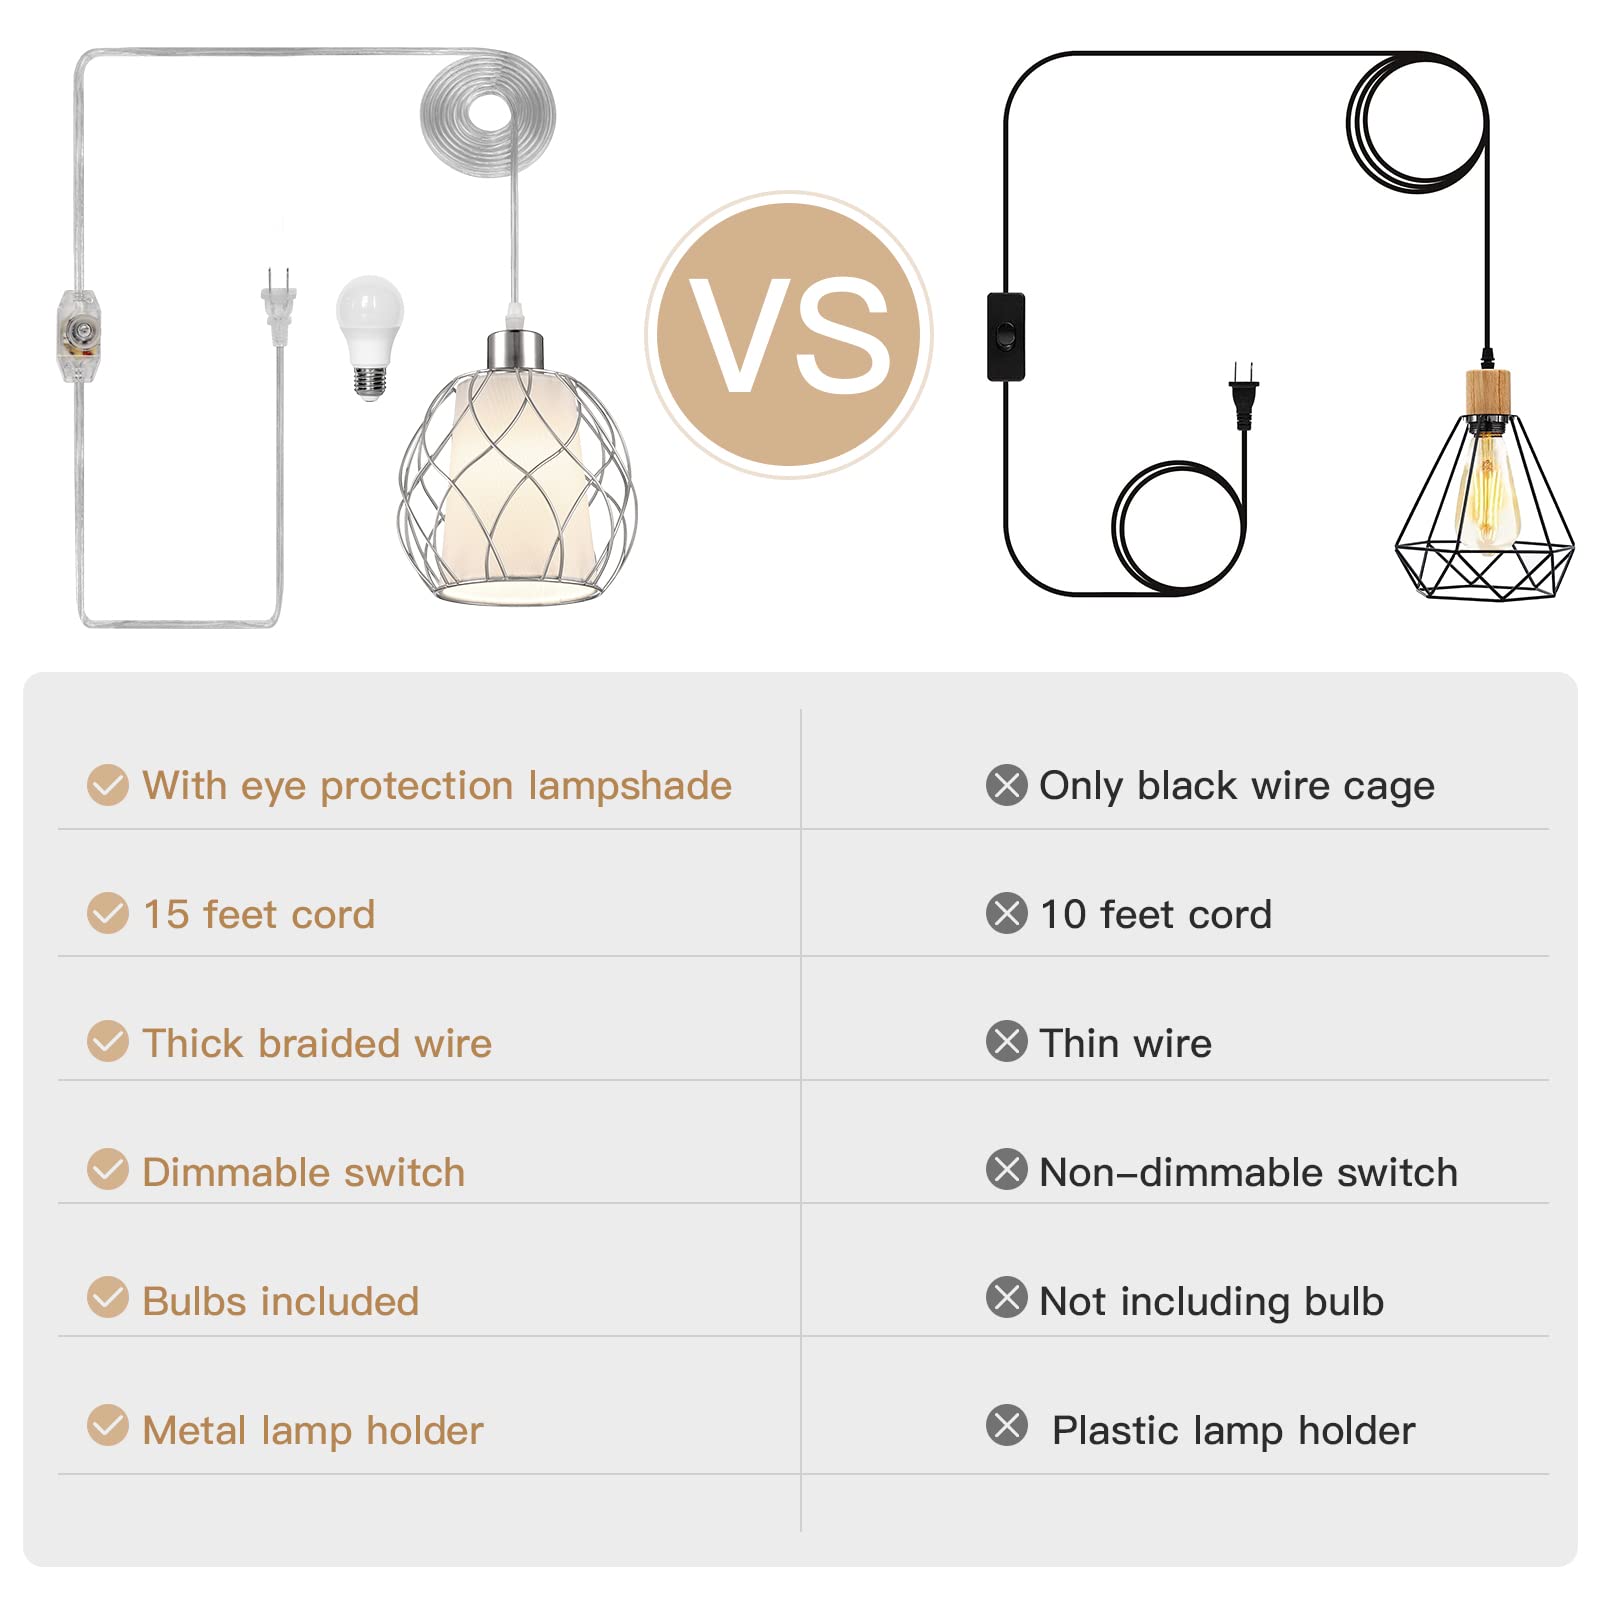 VS
With eye protection lampshade
Only black wire cage
15 feet cord
10 feet cord
Thick braided wire
Thin wire
Dimmable switch
Non–dimmable switch
Bulbs included
Not including bulb
Metal lamp holder
Plastic lamp holder